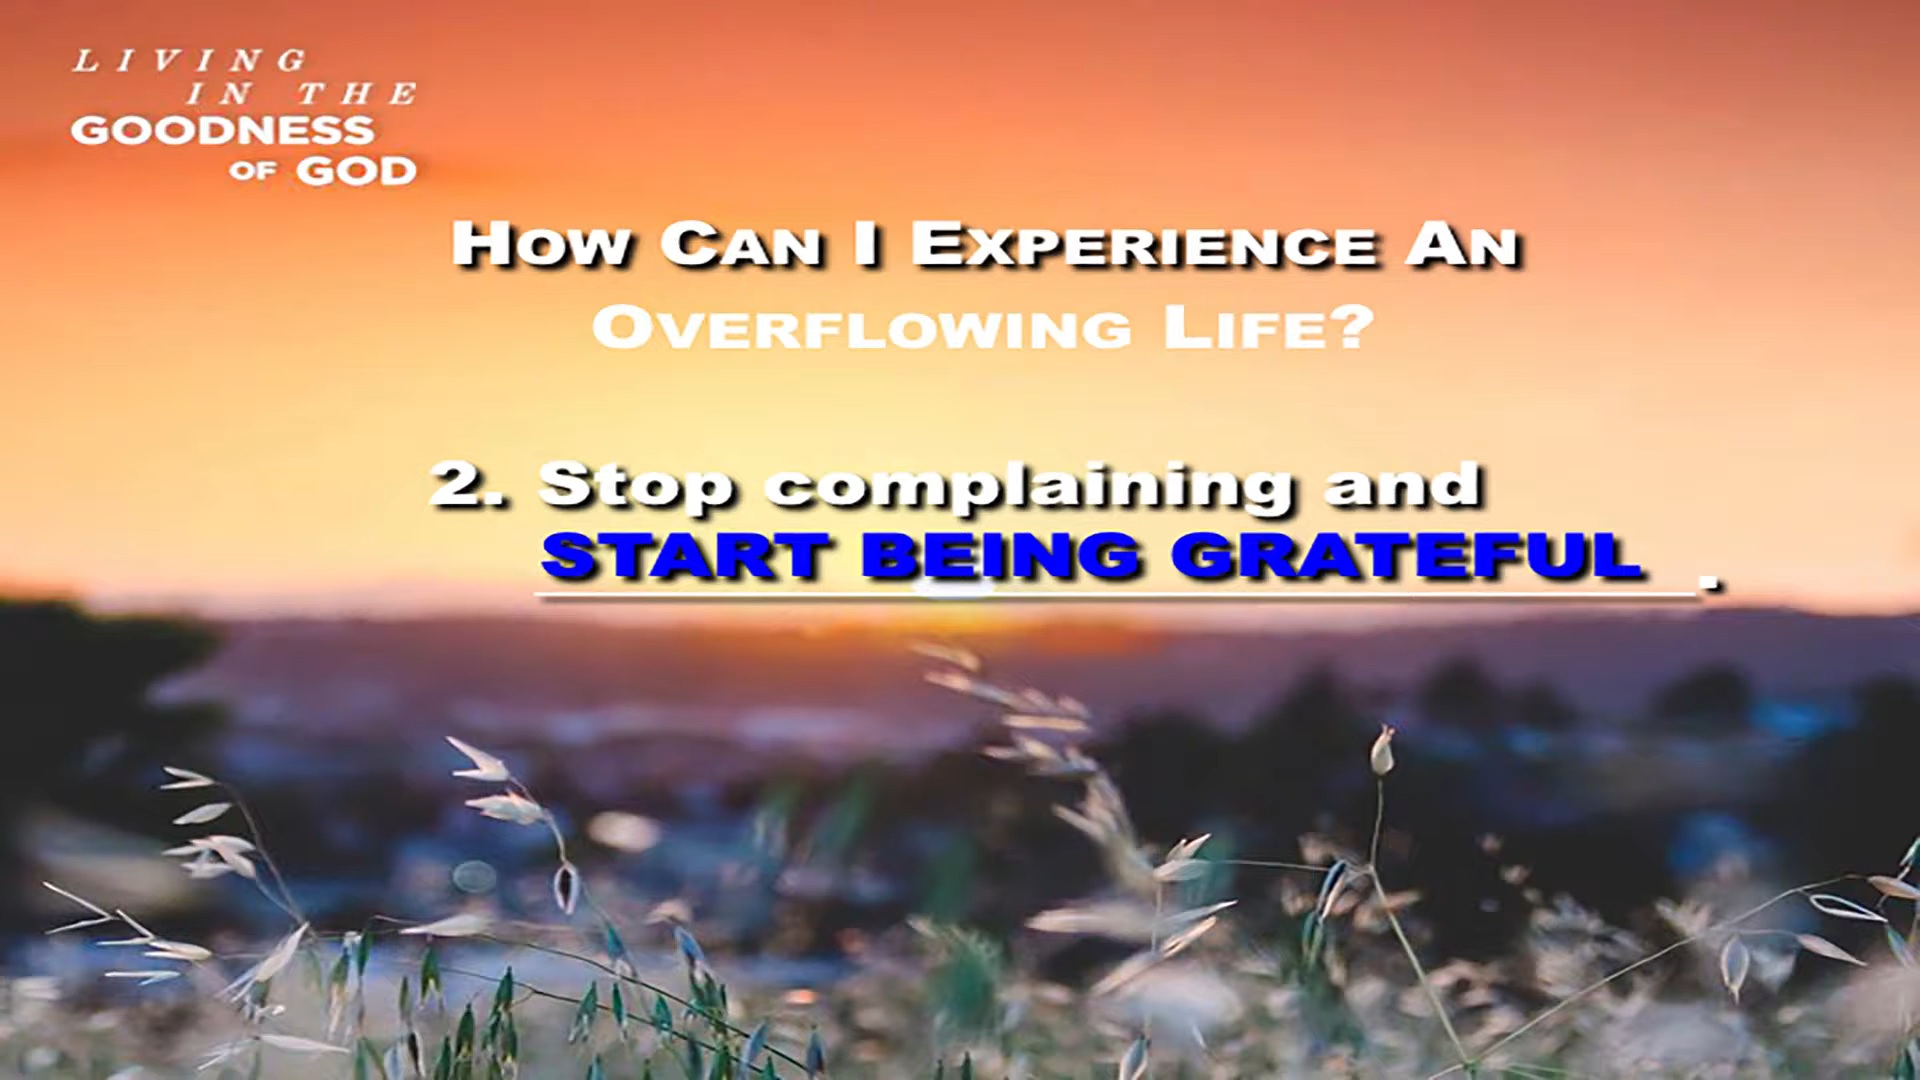 LIVING
IN THE
GOODNESS
OF GOD
HOW CAN I EXPERIENCE AN
OVERFLOWING LIFE?
2. Stop complaining and
START BEING GRATEFUL .